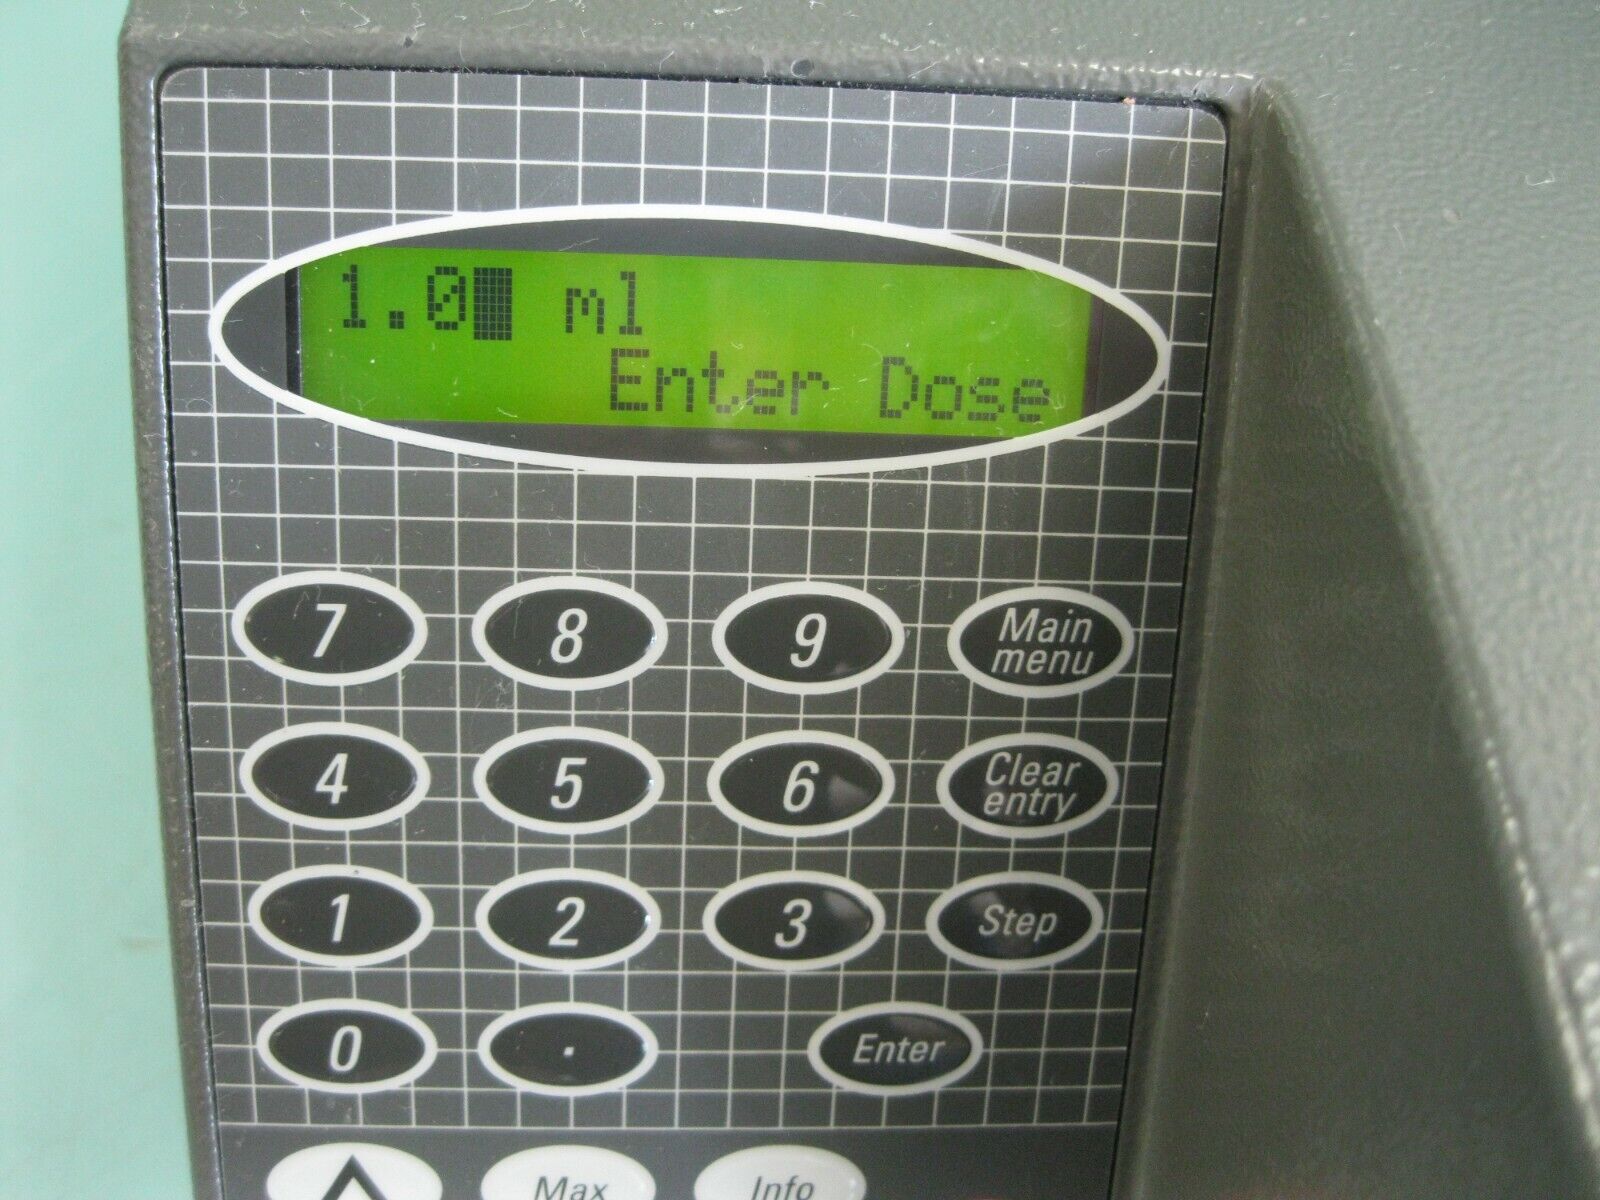 1.0 ml
Enter Dose
7 8 9 Main menu
4 5 6 Clear entry
1 2 3 Step
0 . Enter
Max Info